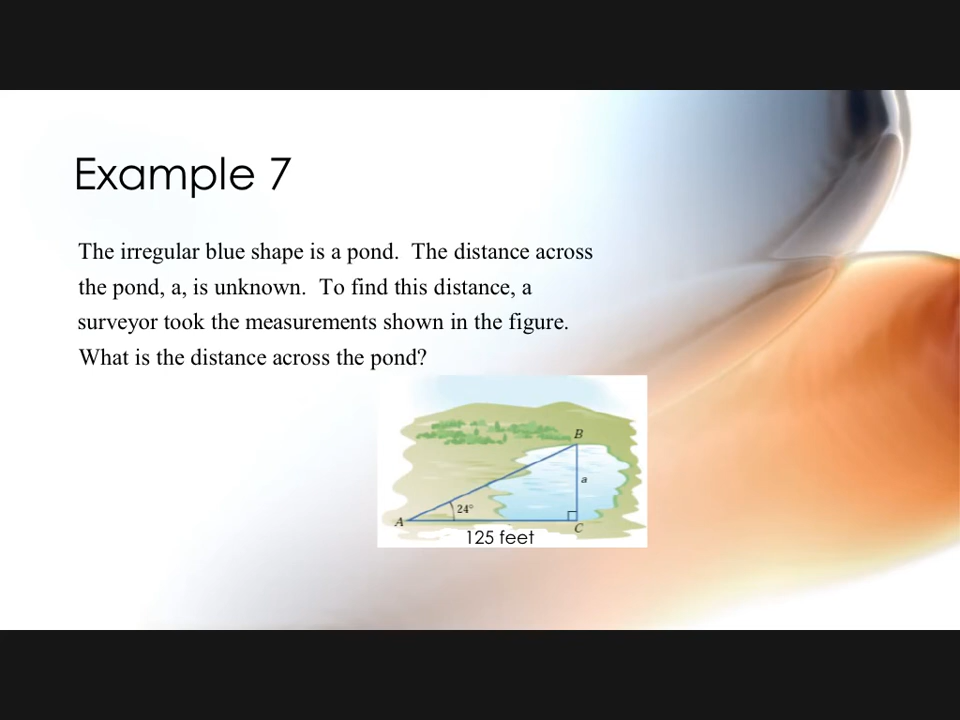 Example 7
The irregular blue shape is a pond.  The distance across
the pond, a, is unknown.  To find this distance, a
surveyor took the measurements shown in the figure.
What is the distance across the pond?
B
a
24°
A
C
125 feet